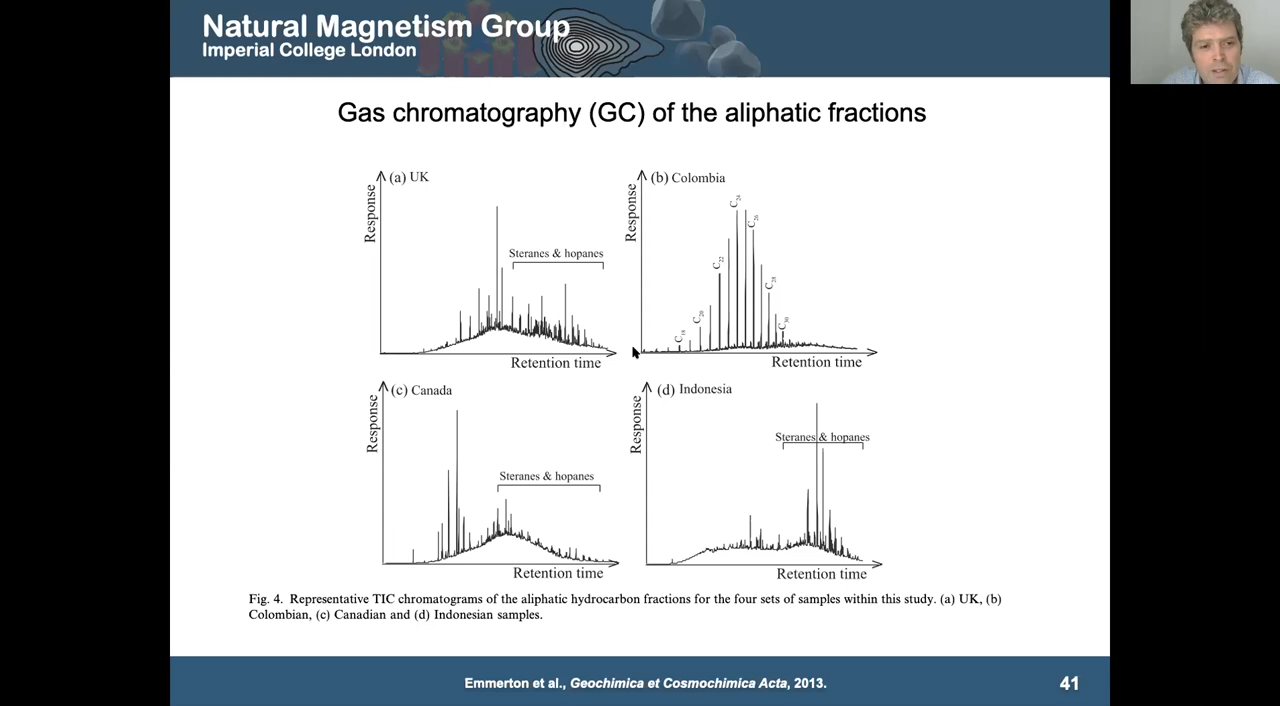 Natural Magnetism Group
Imperial College London
Gas chromatography (GC) of the aliphatic fractions
(a) UK
Response
Steranes & hopanes
Retention time
(b) Colombia
Response
C18
C20
C22
C24
C26
C28
C30
Retention time
(c) Canada
Response
Steranes & hopanes
Retention time
(d) Indonesia
Response
Steranes & hopanes
Retention time
Fig. 4. Representative TIC chromatograms of the aliphatic hydrocarbon fractions for the four sets of samples within this study. (a) UK, (b)
Colombian, (c) Canadian and (d) Indonesian samples.
Emmerton et al., Geochimica et Cosmochimica Acta, 2013.
41